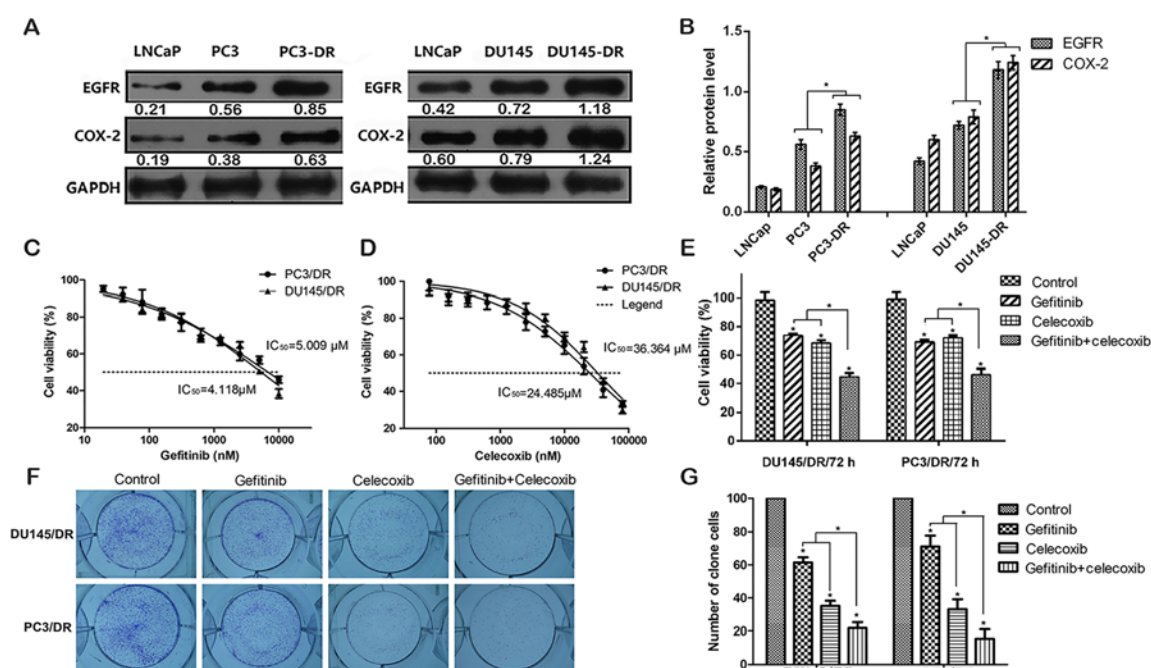 A
LNCaP PC3 PC3-DR
EGFR
0.21 0.56 0.85
COX-2
0.19 0.38 0.63
GAPDH
LNCaP DU145 DU145-DR
EGFR
0.42 0.72 1.18
COX-2
0.60 0.79 1.24
GAPDH
B
Relative protein level
1.5
1.0
0.5
0.0
* *
EGFR
COX-2
LNCap PC3 PC3-DR LNCaP DU145 DU145-DR
C
Cell viability (%)
100
80
60
40
20
PC3/DR
DU145/DR
IC50=5.009 μM
IC50=4.118μM
10 100 1000 10000
Gefitinib (nM)
D
Cell viability (%)
100
80
60
40
20
PC3/DR
DU145/DR
Legend
IC50=36.364 μM
IC50=24.485μM
100 1000 10000 100000
Celecoxib (nM)
E
Cell viability (%)
120
100
80
60
40
20
0
* * * * * * * *
Control
Gefitinib
Celecoxib
Gefitinib+celecoxib
DU145/DR/72 h PC3/DR/72 h
F
Control Gefitinib Celecoxib Gefitinib+Celecoxib
DU145/DR
PC3/DR
G
Number of clone cells
100
80
60
40
20
0
* * * * * * * *
Control
Gefitinib
Celecoxib
Gefitinib+celecoxib